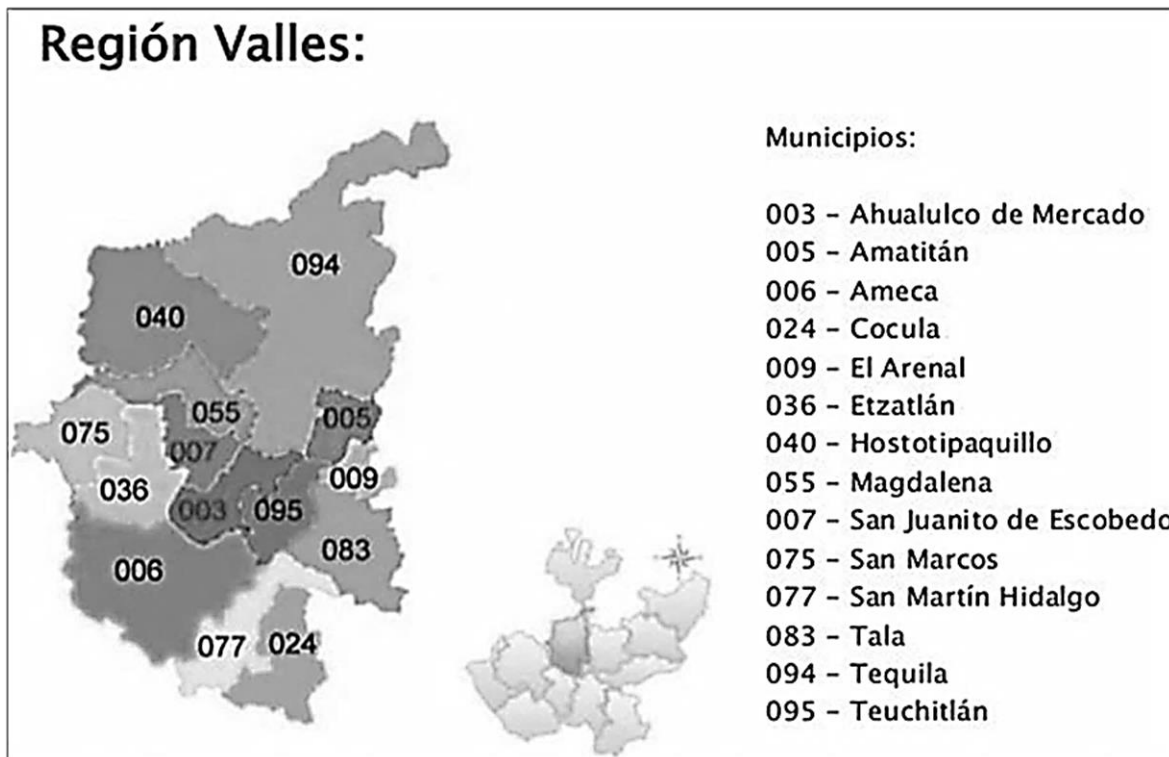 Región Valles:
094
040
055
005
075
007
009
036
003
095
083
006
077
024
Municipios:
003 – Ahualulco de Mercado
005 – Amatitán
006 – Ameca
024 – Cocula
009 – El Arenal
036 – Etzatlán
040 – Hostotipaquillo
055 – Magdalena
007 – San Juanito de Escobedo
075 – San Marcos
077 – San Martín Hidalgo
083 – Tala
094 – Tequila
095 – Teuchitlán